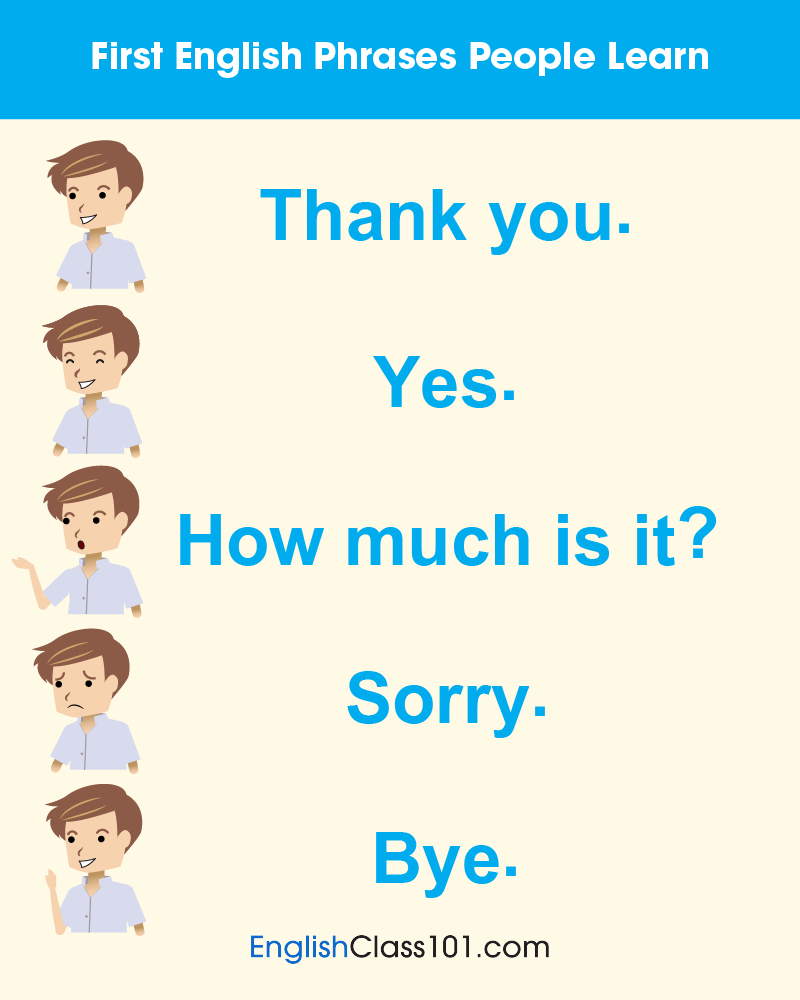 First English Phrases People Learn
Thank you.
Yes.
How much is it?
Sorry.
Bye.
EnglishClass101.com